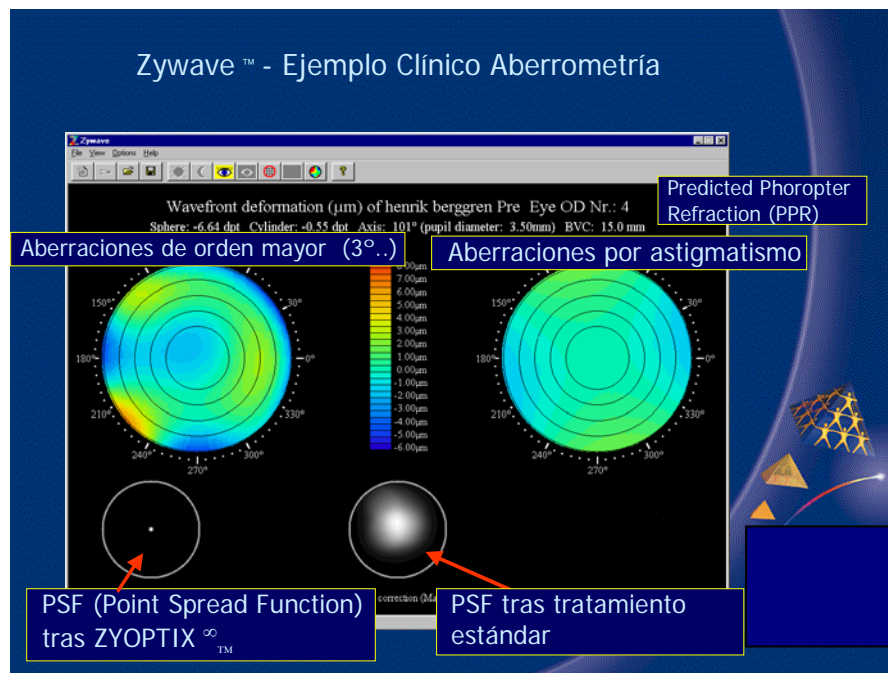 Zywave ™ - Ejemplo Clínico Aberrometría
Zywave
File View Options Help
Wavefront deformation (µm) of henrik berggren Pre Eye OD Nr.: 4
Predicted Phoropter
Refraction (PPR)
Sphere: -6.64 dpt Cylinder: -0.55 dpt Axis: 101° (pupil diameter: 3.50mm) BVC: 15.0 mm
Aberraciones de orden mayor (3º..)
Aberraciones por astigmatismo
7.00µm
6.00µm
5.00µm
4.00µm
3.00µm
2.00µm
1.00µm
0.00µm
-1.00µm
-2.00µm
-3.00µm
-4.00µm
-5.00µm
-6.00µm
150°
30°
180°
0°
210°
330°
240°
300°
270°
30°
180°
0°
210°
330°
240°
300°
270°
correction (Ma
PSF (Point Spread Function)
tras ZYOPTIX ∞ TM
PSF tras tratamiento
estándar